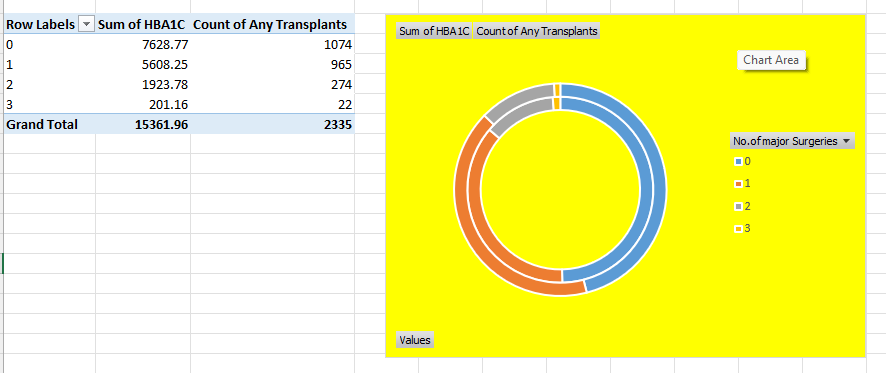 Row Labels Sum of HBA1C Count of Any Transplants
0 7628.77 1074
1 5608.25 965
2 1923.78 274
3 201.16 22
Grand Total 15361.96 2335
Sum of HBA1C Count of Any Transplants
Chart Area
No.of major Surgeries
0
1
2
3
Values